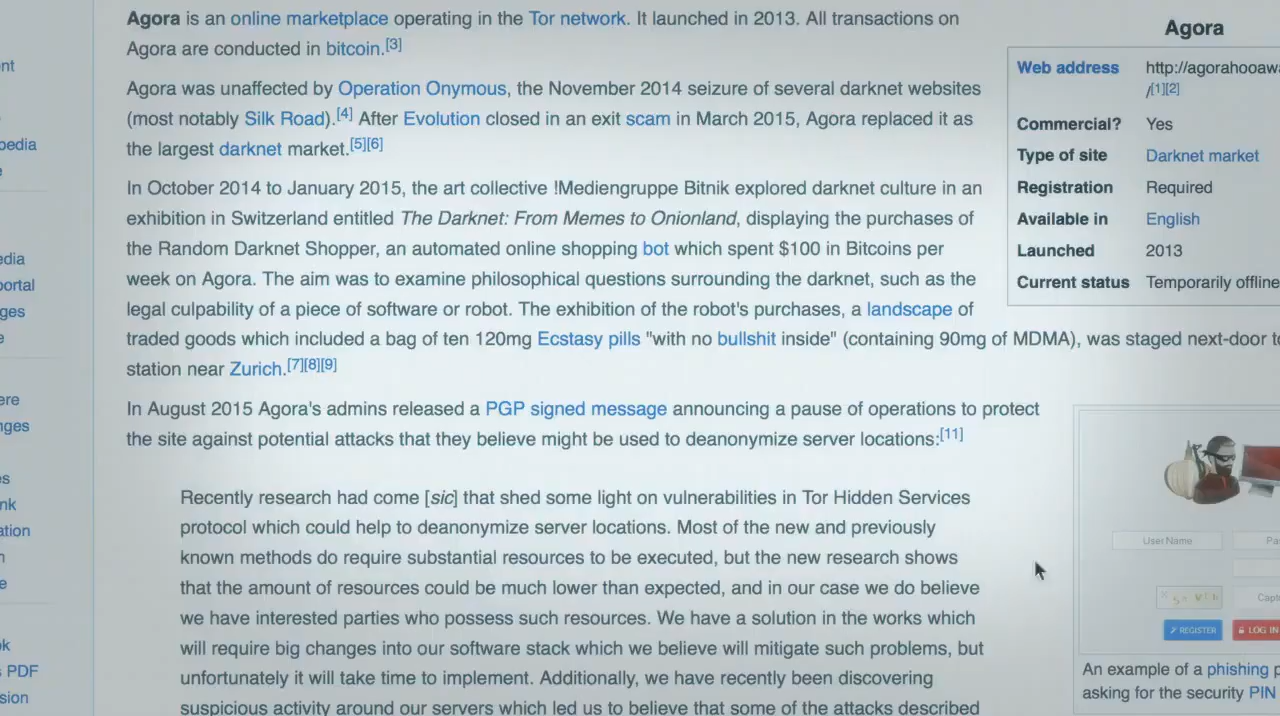 Agora is an online marketplace operating in the Tor network. It launched in 2013. All transactions on
Agora are conducted in bitcoin.[3]
Agora was unaffected by Operation Onymous, the November 2014 seizure of several darknet websites
(most notably Silk Road).[4] After Evolution closed in an exit scam in March 2015, Agora replaced it as
the largest darknet market.[5][6]
In October 2014 to January 2015, the art collective !Mediengruppe Bitnik explored darknet culture in an
exhibition in Switzerland entitled The Darknet: From Memes to Onionland, displaying the purchases of
the Random Darknet Shopper, an automated online shopping bot which spent $100 in Bitcoins per
week on Agora. The aim was to examine philosophical questions surrounding the darknet, such as the
legal culpability of a piece of software or robot. The exhibition of the robot's purchases, a landscape of
traded goods which included a bag of ten 120mg Ecstasy pills "with no bullshit inside" (containing 90mg of MDMA), was staged next-door
station near Zurich.[7][8][9]
In August 2015 Agora's admins released a PGP signed message announcing a pause of operations to protect
the site against potential attacks that they believe might be used to deanonymize server locations:[11]
Recently research had come [sic] that shed some light on vulnerabilities in Tor Hidden Services
protocol which could help to deanonymize server locations. Most of the new and previously
known methods do require substantial resources to be executed, but the new research shows
that the amount of resources could be much lower than expected, and in our case we do believe
we have interested parties who possess such resources. We have a solution in the works which
will require big changes into our software stack which we believe will mitigate such problems, but
unfortunately it will take time to implement. Additionally, we have recently been discovering
suspicious activity around our servers which led us to believe that some of the attacks described
Agora
Web address http://agorahooaw
/[1][2]
Commercial? Yes
Type of site Darknet market
Registration Required
Available in English
Launched 2013
Current status Temporarily offline
User Name
REGISTER
LOG IN
An example of a phishing
asking for the security PIN
PDF